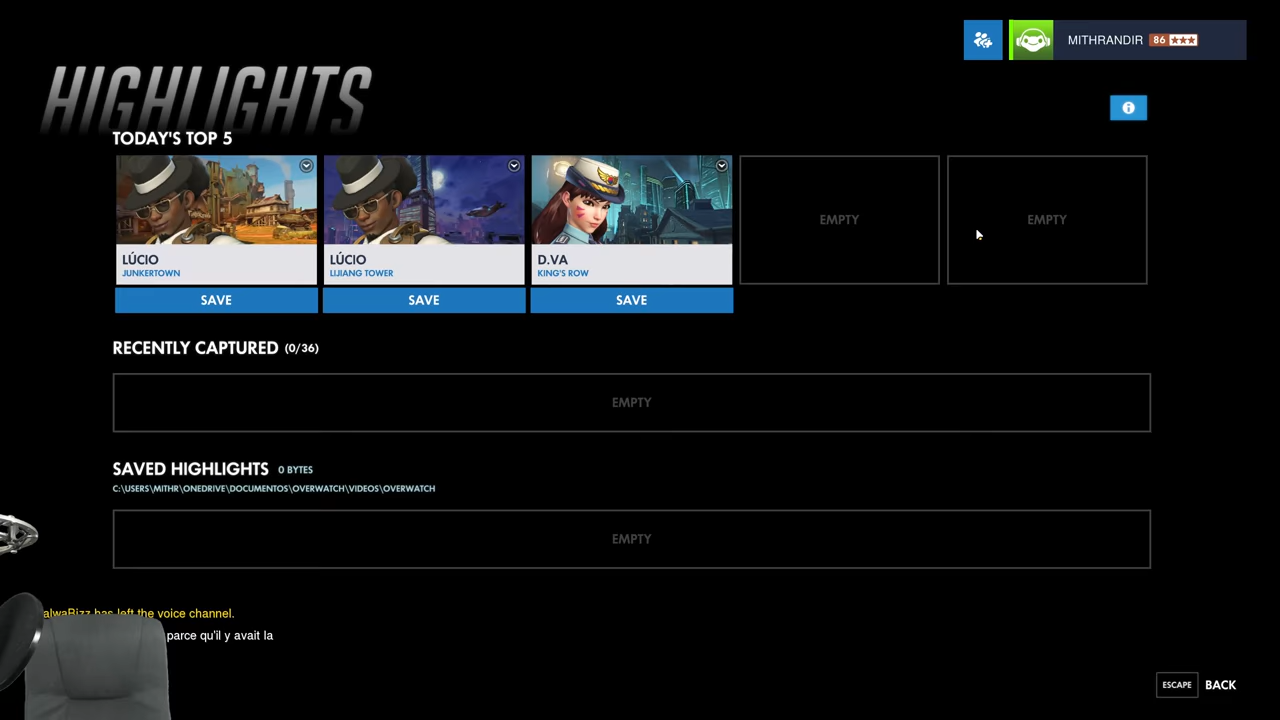 MITHRANDIR 86
HIGHLIGHTS
TODAY'S TOP 5
LÚCIO
JUNKERTOWN
SAVE
LÚCIO
LIJIANG TOWER
SAVE
D.VA
KING'S ROW
SAVE
EMPTY
EMPTY
RECENTLY CAPTURED (0/36)
EMPTY
SAVED HIGHLIGHTS 0 BYTES
C:\USERS\MITHR\ONEDRIVE\DOCUMENTOS\OVERWATCH\VIDEOS\OVERWATCH
EMPTY
has left the voice channel.
parce qu'il y avait la
ESCAPE BACK